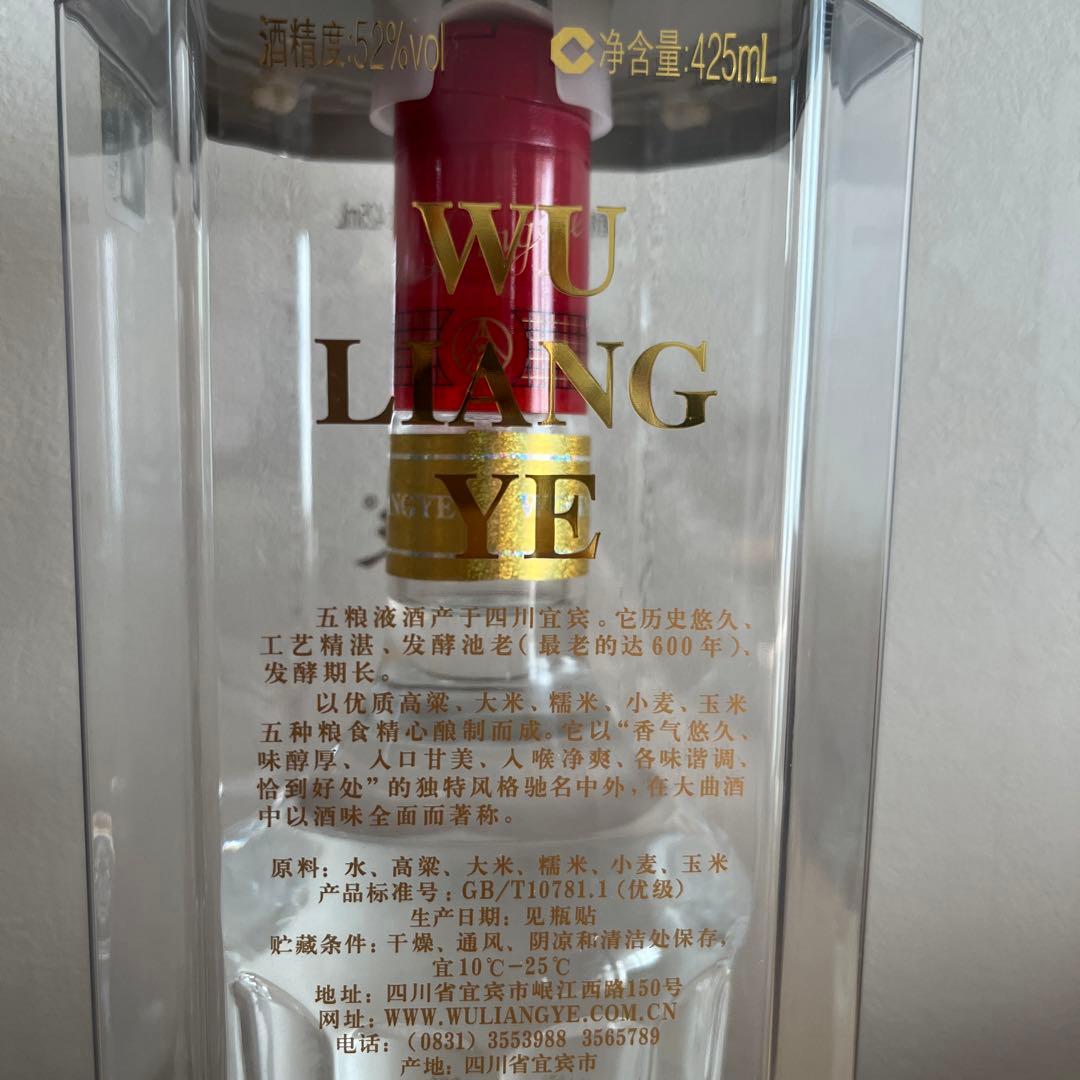 酒精度:52%vol
净含量:425mL
WU
LIANG
YE
五粮液酒产于四川宜宾。它历史悠久、
工艺精湛、发酵池老(最老的达600年)、
发酵期长。
以优质高粱、大米、糯米、小麦、玉米
五种粮食精心酿制而成。它以“香气悠久、
味醇厚、入口甘美、入喉净爽、各味谐调、
恰到好处”的独特风格驰名中外,在大曲酒
中以酒味全面而著称。
原料：水、高粱、大米、糯米、小麦、玉米
产品标准号：GB/T10781.1(优级)
生产日期：见瓶贴
贮藏条件：干燥、通风、阴凉和清洁处保存,
宜10℃-25℃
地址：四川省宜宾市岷江西路150号
网址：WWW.WULIANGYE.COM.CN
电话：(0831) 3553988 3565789
产地：四川省宜宾市